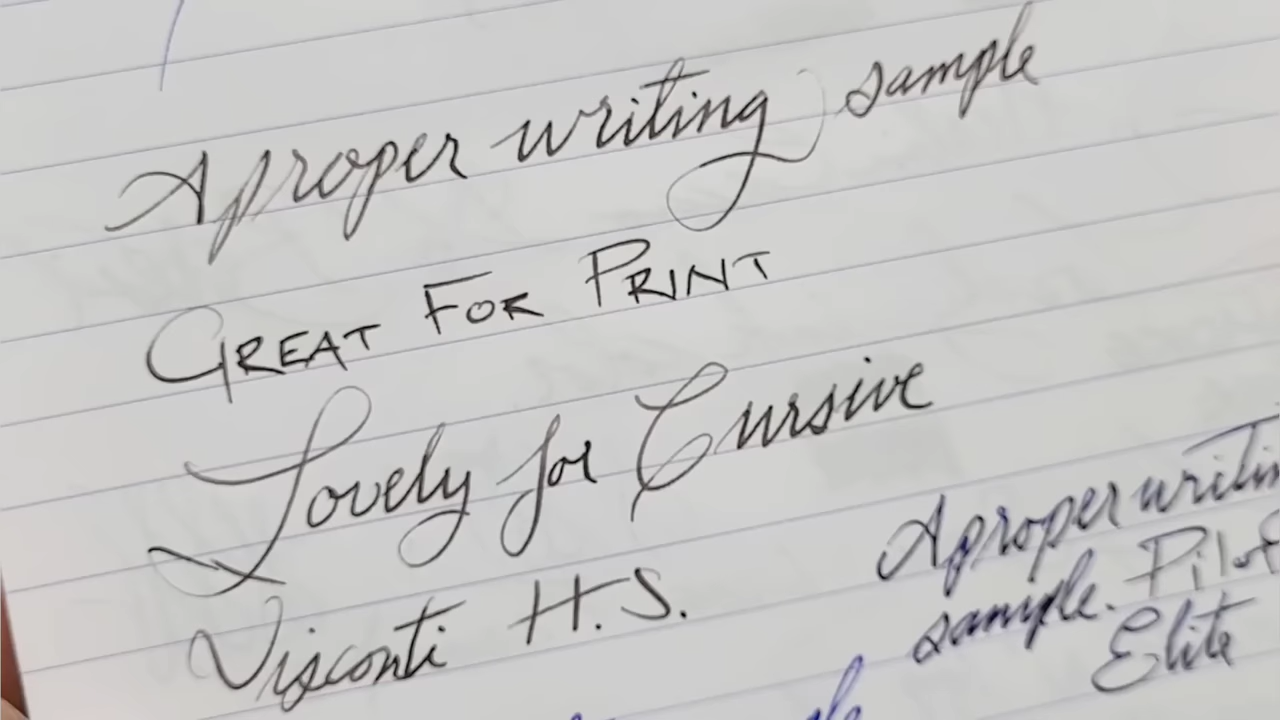 A proper writing sample
GREAT FOR PRINT
Lovely for Cursive
Visconti H.S.
A proper writin
sample. Pilot
Elite